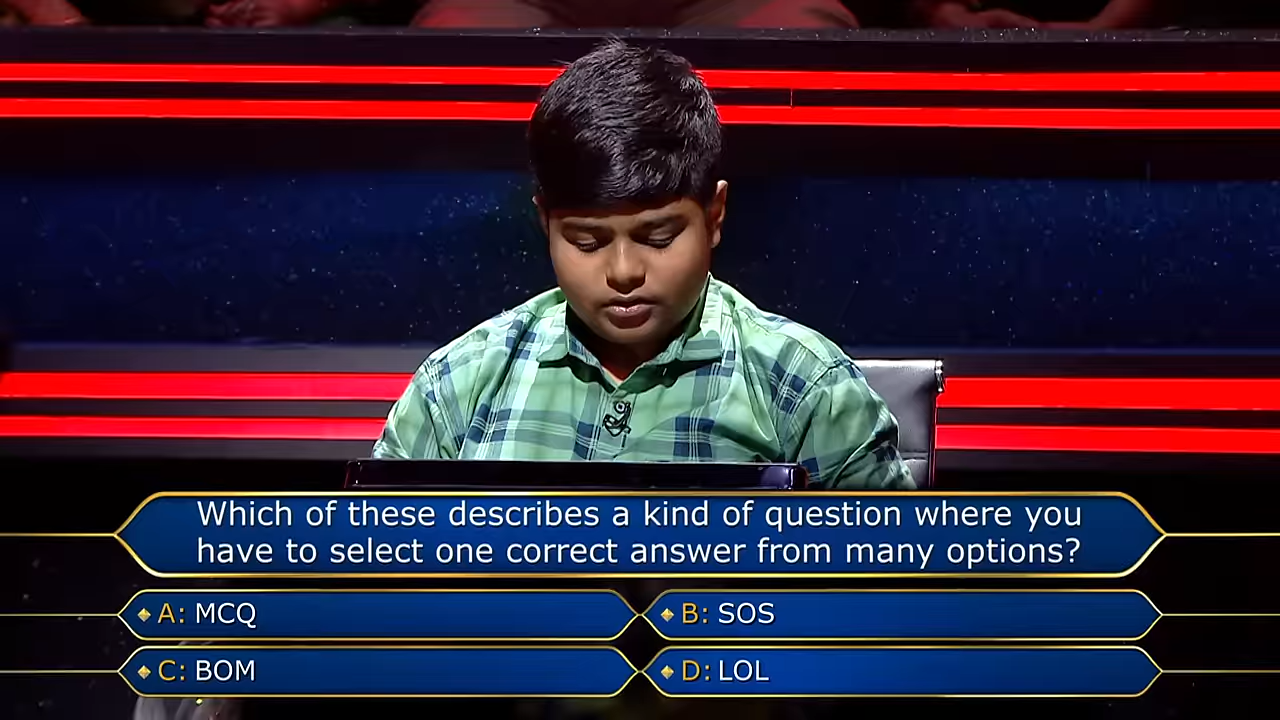 Which of these describes a kind of question where you
have to select one correct answer from many options?
A: MCQ
B: SOS
C: BOM
D: LOL